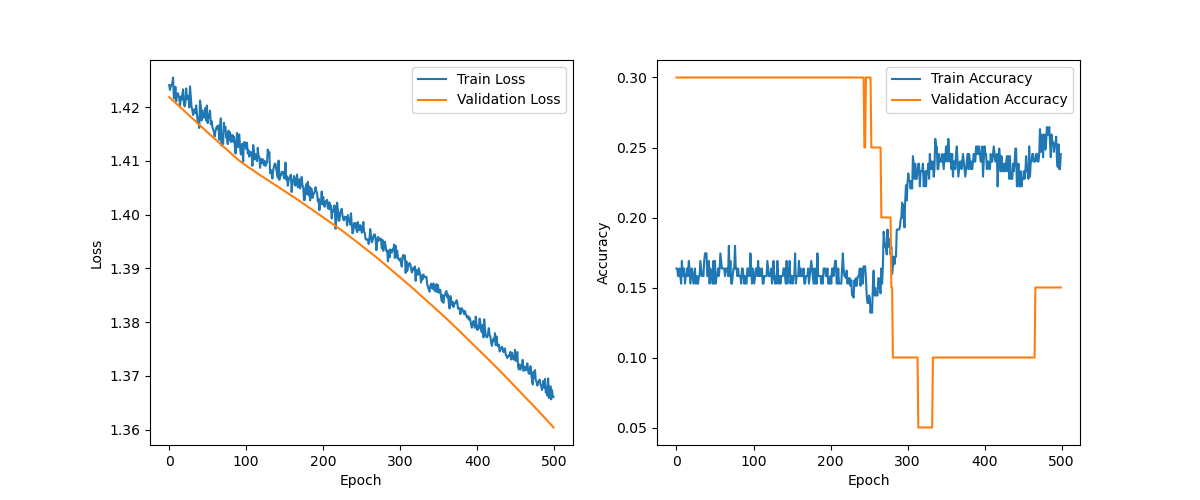 Train Loss
Validation Loss
1.42
1.41
1.40
1.39
1.38
1.37
1.36
Loss
0 100 200 300 400 500
Epoch
Train Accuracy
Validation Accuracy
0.30
0.25
0.20
0.15
0.10
0.05
Accuracy
0 100 200 300 400 500
Epoch